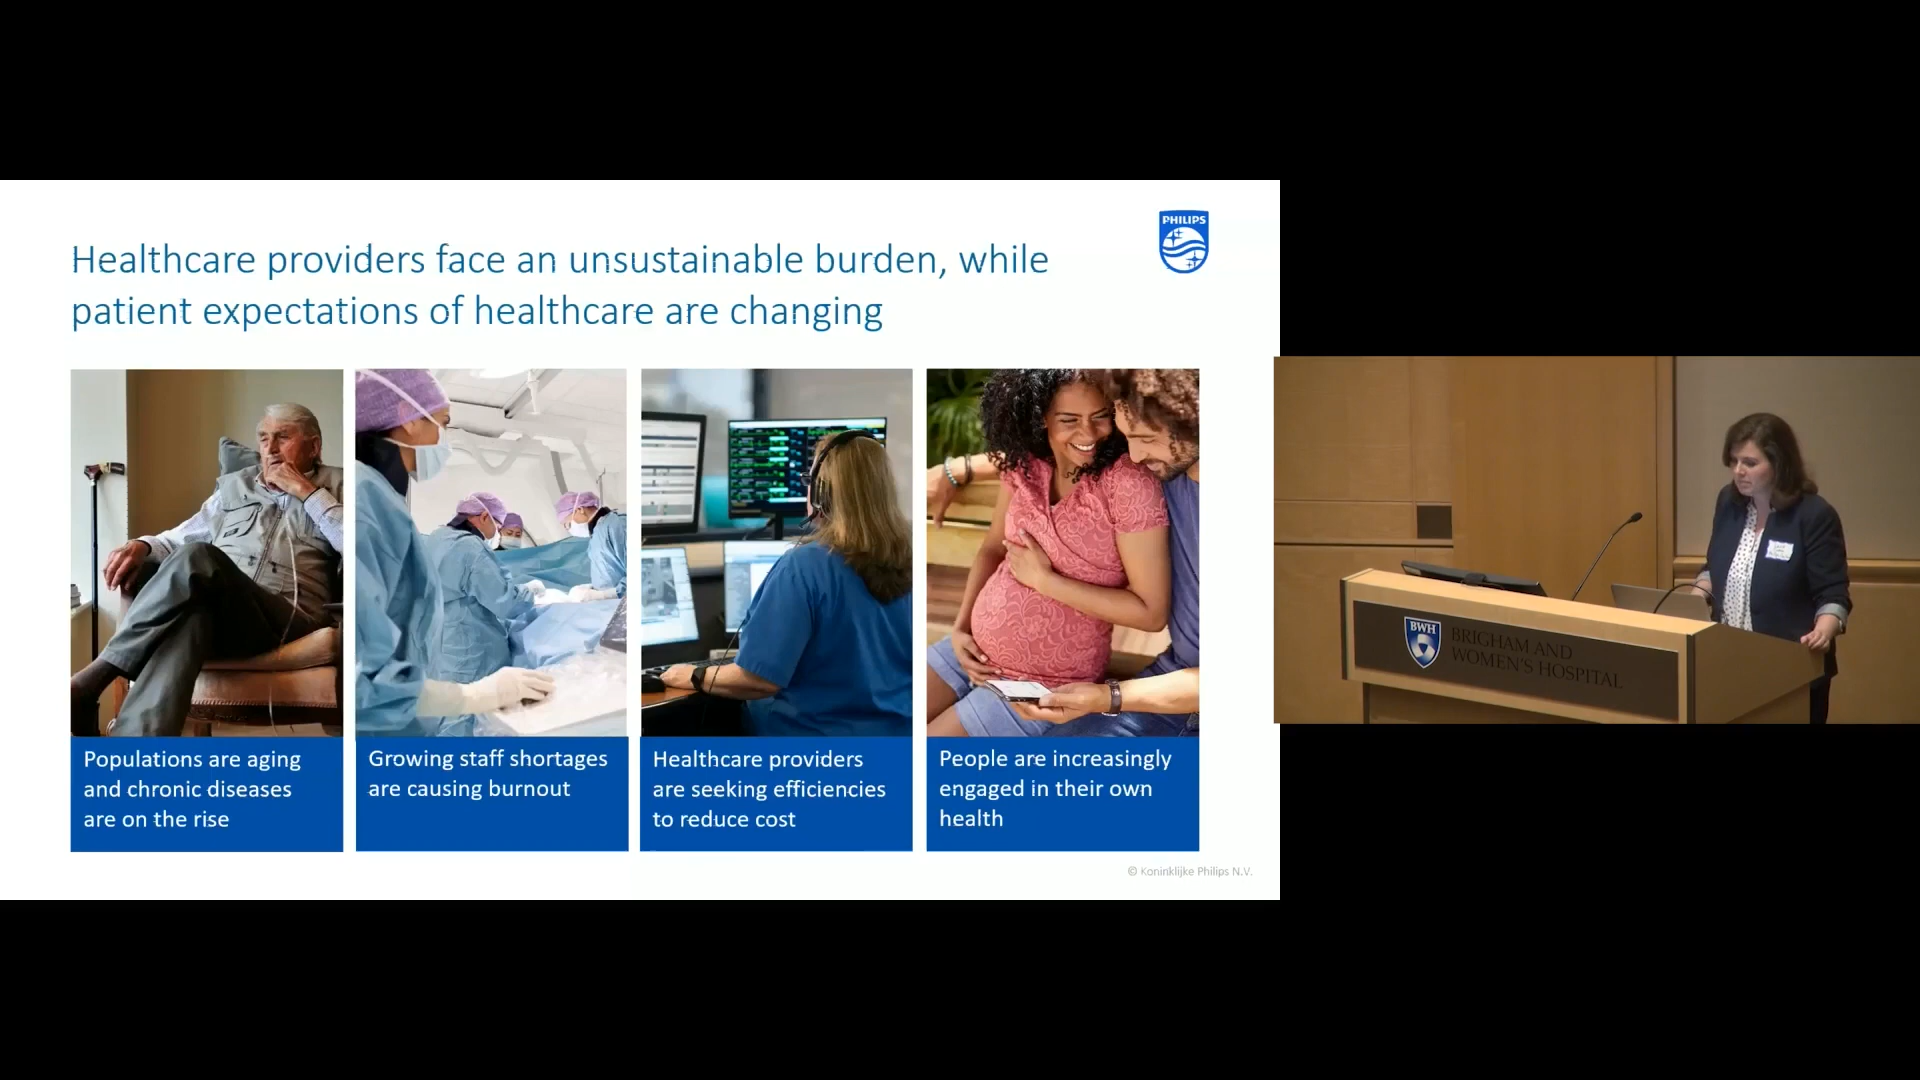 PHILIPS
Healthcare providers face an unsustainable burden, while
patient expectations of healthcare are changing
Populations are aging
and chronic diseases
are on the rise
Growing staff shortages
are causing burnout
Healthcare providers
are seeking efficiencies
to reduce cost
People are increasingly
engaged in their own
health
© Koninklijke Philips N.V.
BWH
BRIGHAM AND
WOMEN'S HOSPITAL